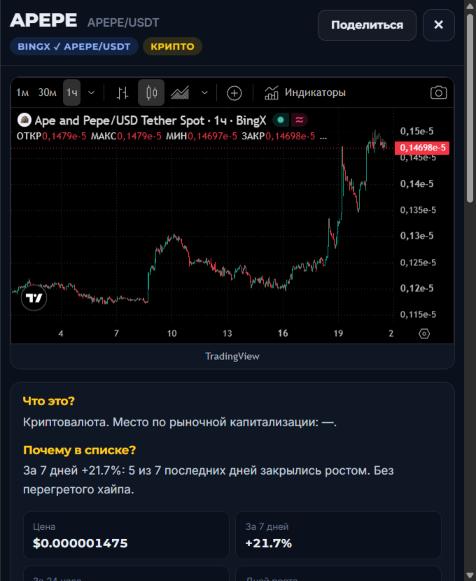 APEPE APEPE/USDT
Поделиться ×
BINGX ✓ APEPE/USDT КРИПТО
1м 30м 1ч Индикаторы
Ape and Pepe/USD Tether Spot · 1ч · BingX
ОТКР0,1479e-5 МАКС0,1479e-5 МИН0,14697e-5 ЗАКР0,14698e-5 ...
0,15e-5
0,14698e-5
0,145e-5
0,14e-5
0,135e-5
0,13e-5
0,125e-5
0,12e-5
0,115e-5
4 7 10 13 16 19 2
TradingView
Что это?
Криптовалюта. Место по рыночной капитализации: —.
Почему в списке?
За 7 дней +21.7%: 5 из 7 последних дней закрылись ростом. Без
перегретого хайпа.
Цена
$0.000001475
За 7 дней
+21.7%